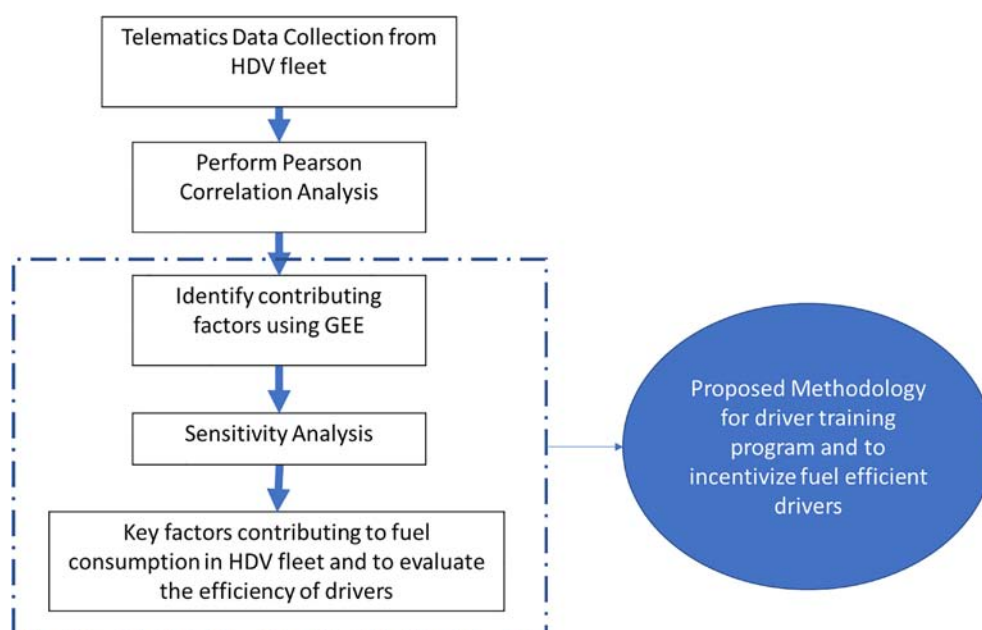 Telematics Data Collection from
HDV fleet
Perform Pearson
Correlation Analysis
Identify contributing
factors using GEE
Sensitivity Analysis
Key factors contributing to fuel
consumption in HDV fleet and to evaluate
the efficiency of drivers
Proposed Methodology
for driver training
program and to
incentivize fuel efficient
drivers